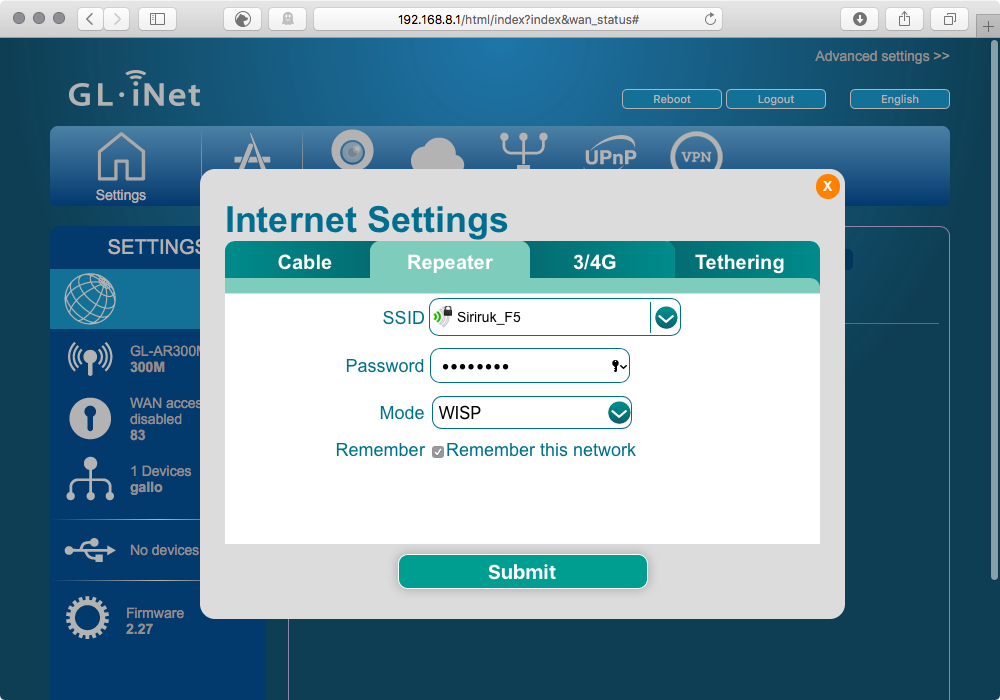 192.168.8.1/html/index?index&wan_status#
Advanced settings >>
GL·iNet
Reboot
Logout
English
UPnP
VPN
Settings
X
Internet Settings
SETTINGS
Cable
Repeater
3/4G
Tethering
SSID
Siriruk_F5
Password
••••••••
Mode
WISP
Remember
Remember this network
GL-AR300M
300M
WAN acces
disabled
83
1 Devices
gallo
No devices
Firmware
2.27
Submit